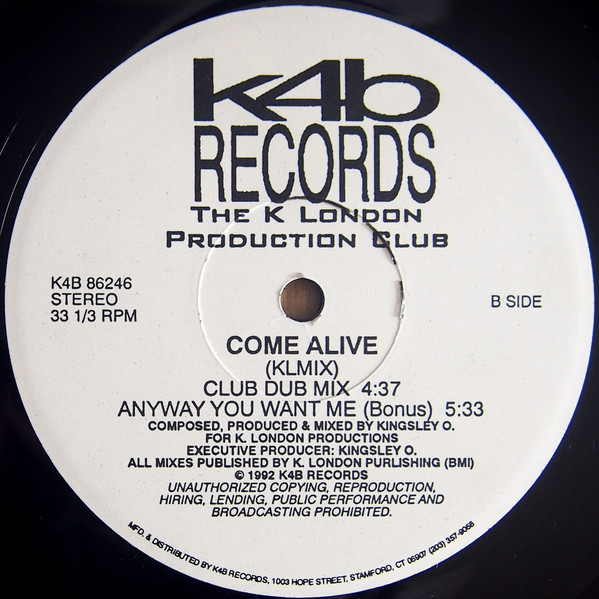 k4b
RECORDS
THE K LONDON
PRODUCTION CLUB
K4B 86246
STEREO
33 1/3 RPM
B SIDE
COME ALIVE
(KLMIX)
CLUB DUB MIX 4:37
ANYWAY YOU WANT ME (Bonus) 5:33
COMPOSED, PRODUCED & MIXED BY KINGSLEY O.
FOR K. LONDON PRODUCTIONS
EXECUTIVE PRODUCER: KINGSLEY O.
ALL MIXES PUBLISHED BY K. LONDON PURLISHING (BMI)
© 1992 K4B RECORDS
UNAUTHORIZED COPYING, REPRODUCTION,
HIRING, LENDING, PUBLIC PERFORMANCE AND
BROADCASTING PROHIBITED.
MFD. & DISTRIBUTED BY K4B RECORDS, 1003 HOPE STREET, STAMFORD, CT 06907 (203) 357-9058